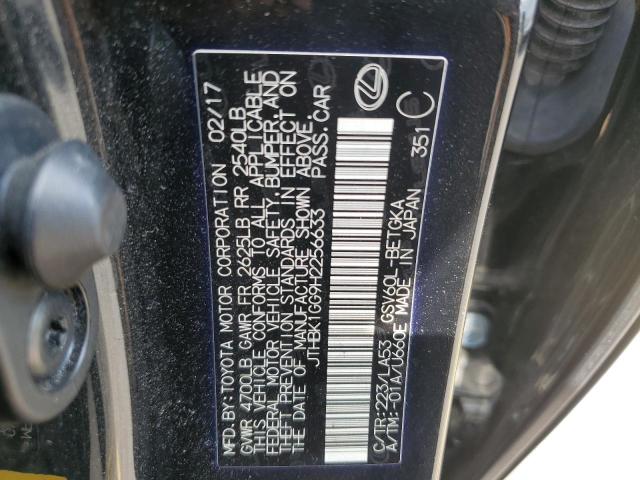 MFD.BY:TOYOTA MOTOR CORPORATION 02/17
GVWR 4700LB GAWR FR 2625LB RR 2540LB
THIS VEHICLE CONFORMS TO ALL APPLICABLE
FEDERAL MOTOR VEHICLE SAFETY, BUMPER, AND
THEFT PREVENTION STANDARDS IN EFFECT ON
THE DATE OF MANUFACTURE SHOWN ABOVE.
JTHBK1GG9H2256633 PASS.CAR
C/TR:223/LA53 GSV60L-BETGKA
A/TM:-01A/U660E MADE IN JAPAN 351
C